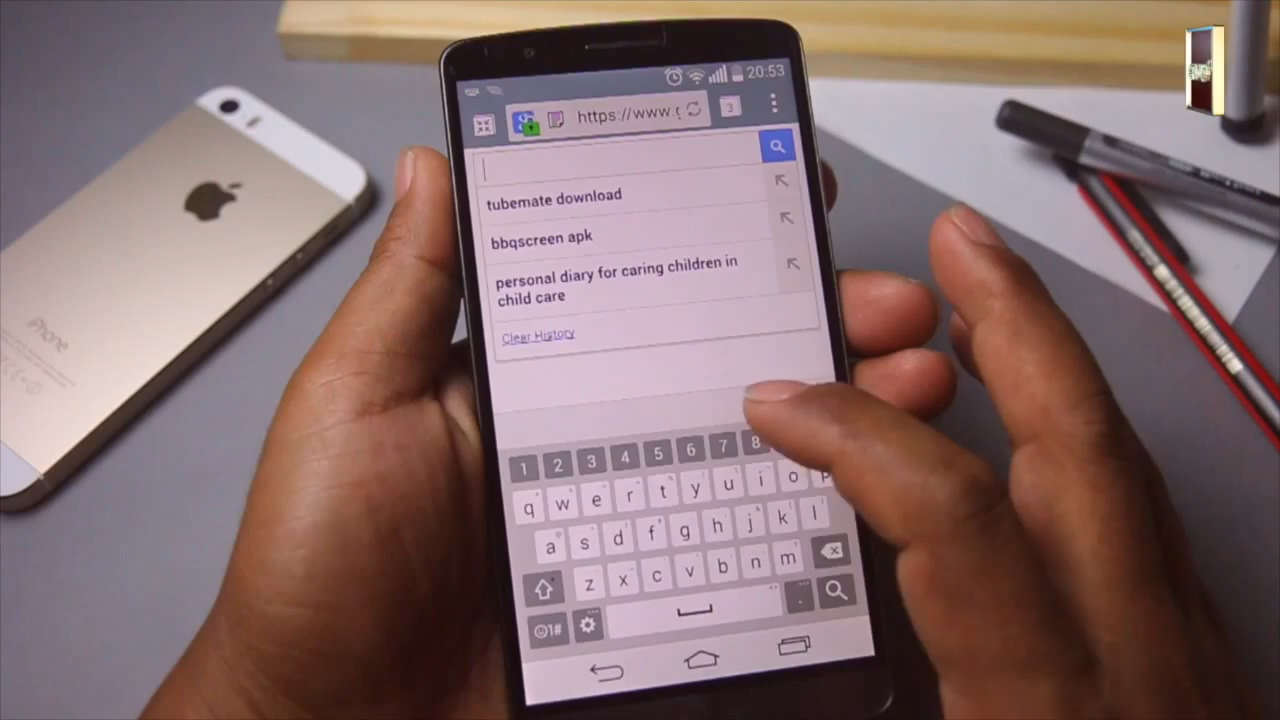 20:53
https://www.g
3
tubemate download
bbqscreen apk
personal diary for caring children in
child care
Clear History
1 2 3 4 5 6 7 8
q w e r t y u i o p
a s d f g h j k l
z x c v b n m
1#
.
iPhone